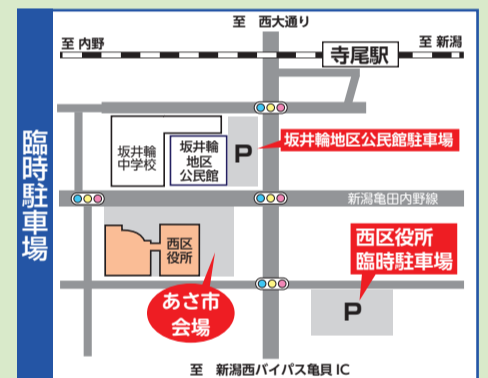 臨時駐車場
至 西大通り
至 内野
寺尾駅
至 新潟
坂井輪
中学校
坂井輪
地区
公民館
P
坂井輪地区公民館駐車場
新潟亀田内野線
西区
役所
西区役所
臨時駐車場
あさ市
会場
P
至 新潟西バイパス亀貝 IC